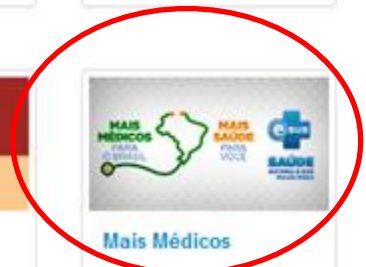 MAIS
MÉDICOS
PARA
O BRASIL
MAIS
SAÚDE
PARA
VOCÊ
e
SUS
SAÚDE
Mais Médicos